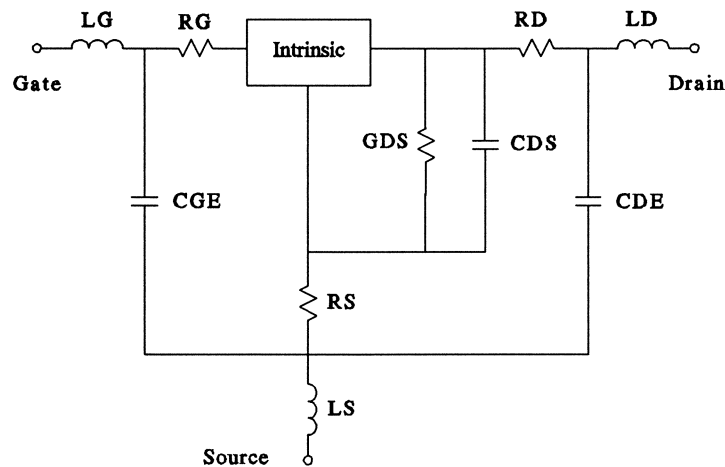 LG
RG
Intrinsic
RD
LD
Gate
Drain
GDS
CDS
CGE
CDE
RS
LS
Source